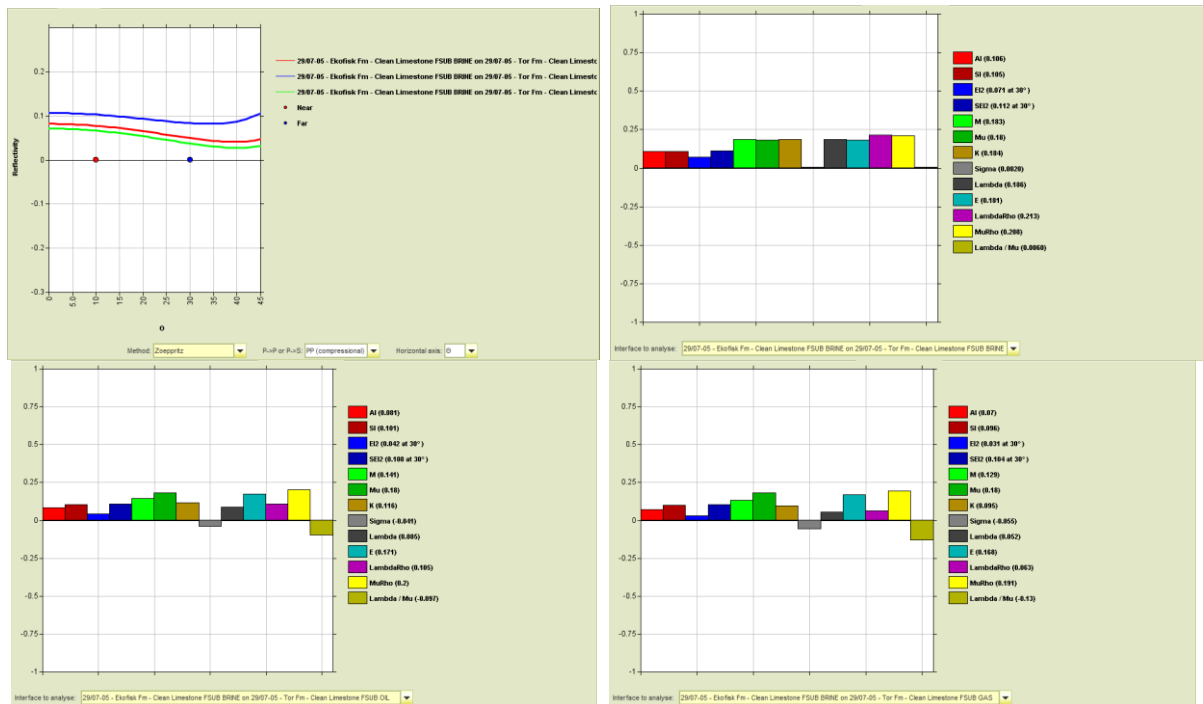 0.2
0.1
0
-0.1
-0.2
-0.3
Reflectivity
0 5.0 10 15 20 25 30 35 40 45
29/07-05 - Ekofisk Fm - Clean Limestone FSUB BRINE on 29/07-05 - Tor Fm - Clean Limestc
29/07-05 - Ekofisk Fm - Clean Limestone FSUB BRINE on 29/07-05 - Tor Fm - Clean Limestc
29/07-05 - Ekofisk Fm - Clean Limestone FSUB BRINE on 29/07-05 - Tor Fm - Clean Limestc
Near
Far
Method: Zoeppritz P->P or P->S: PP (compressional) Horizontal axis: Θ
1
0.75
0.5
0.25
0
-0.25
-0.5
-0.75
-1
AI (0.106)
SI (0.105)
EI2 (0.071 at 30°)
SEI2 (0.112 at 30°)
M (0.183)
Mu (0.18)
K (0.184)
Sigma (0.0020)
Lambda (0.186)
E (0.181)
LambdaRho (0.213)
MuRho (0.208)
Lambda / Mu (0.0060)
Interface to analyse: 29/07-05 - Ekofisk Fm - Clean Limestone FSUB BRINE on 29/07-05 - Tor Fm - Clean Limestone FSUB BRINE
1
0.75
0.5
0.25
0
-0.25
-0.5
-0.75
-1
AI (0.081)
SI (0.101)
EI2 (0.042 at 30°)
SEI2 (0.108 at 30°)
M (0.141)
Mu (0.18)
K (0.116)
Sigma (-0.041)
Lambda (0.085)
E (0.171)
LambdaRho (0.105)
MuRho (0.2)
Lambda / Mu (-0.097)
Interface to analyse: 29/07-05 - Ekofisk Fm - Clean Limestone FSUB BRINE on 29/07-05 - Tor Fm - Clean Limestone FSUB OIL
1
0.75
0.5
0.25
0
-0.25
-0.5
-0.75
-1
AI (0.07)
SI (0.096)
EI2 (0.031 at 30°)
SEI2 (0.104 at 30°)
M (0.129)
Mu (0.18)
K (0.095)
Sigma (-0.055)
Lambda (0.052)
E (0.168)
LambdaRho (0.063)
MuRho (0.191)
Lambda / Mu (-0.13)
Interface to analyse: 29/07-05 - Ekofisk Fm - Clean Limestone FSUB BRINE on 29/07-05 - Tor Fm - Clean Limestone FSUB GAS